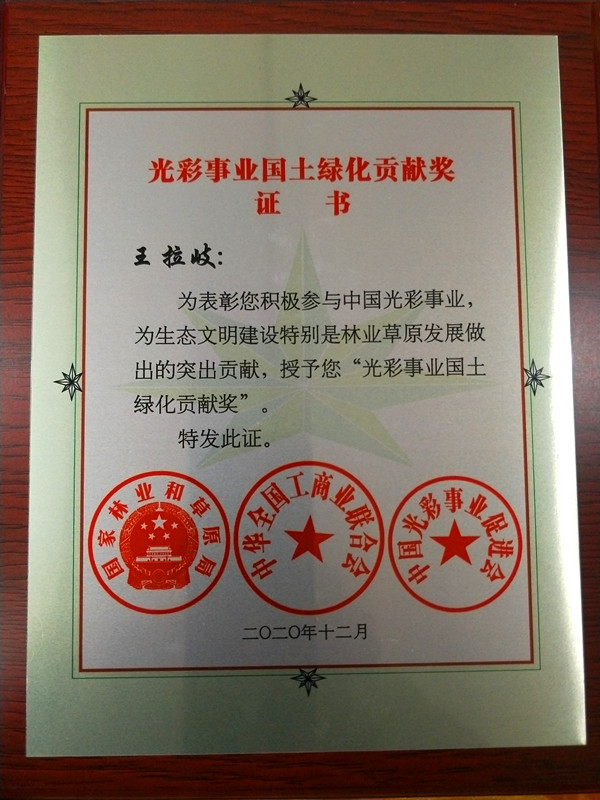 光彩事业国土绿化贡献奖
证 书
王拉岐：
为表彰您积极参与中国光彩事业，
为生态文明建设特别是林业草原发展做
出的突出贡献，授予您“光彩事业国土
绿化贡献奖”。
特发此证。
国家林业和草原局
中华全国工商业联合会
中国光彩事业促进会
二〇二〇年十二月